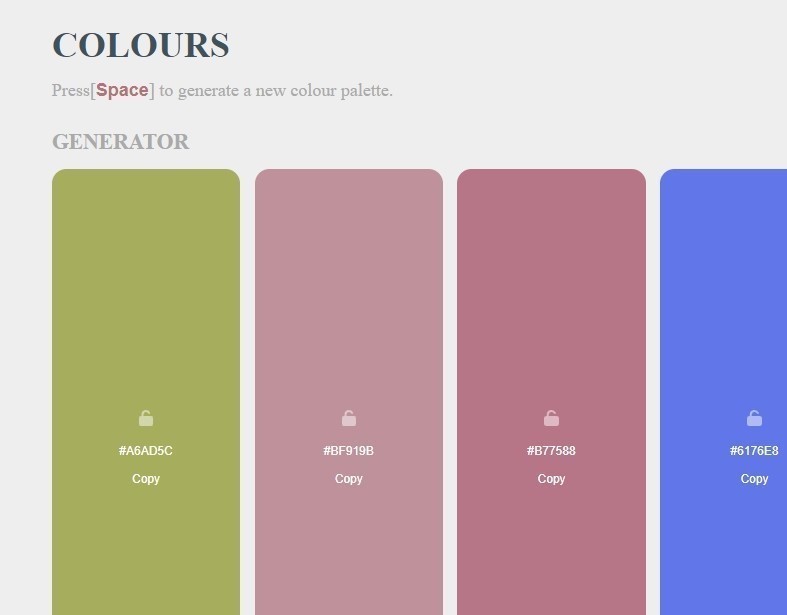 COLOURS
Press[Space] to generate a new colour palette.
GENERATOR
#A6AD5C
Copy
#BF919B
Copy
#B77588
Copy
#6176E8
Copy